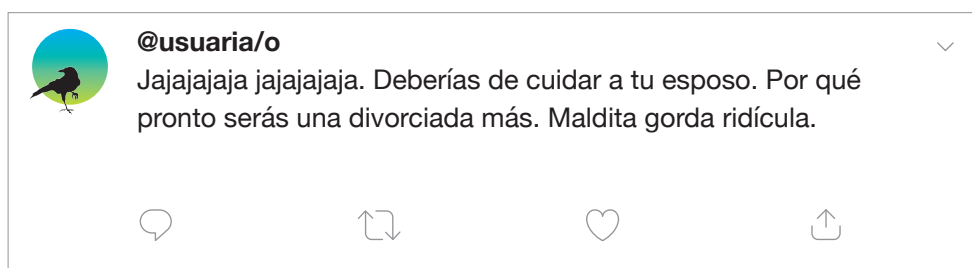 @usuaria/o
Jajajajaja jajajajaja. Deberías de cuidar a tu esposo. Por qué
pronto serás una divorciada más. Maldita gorda ridícula.